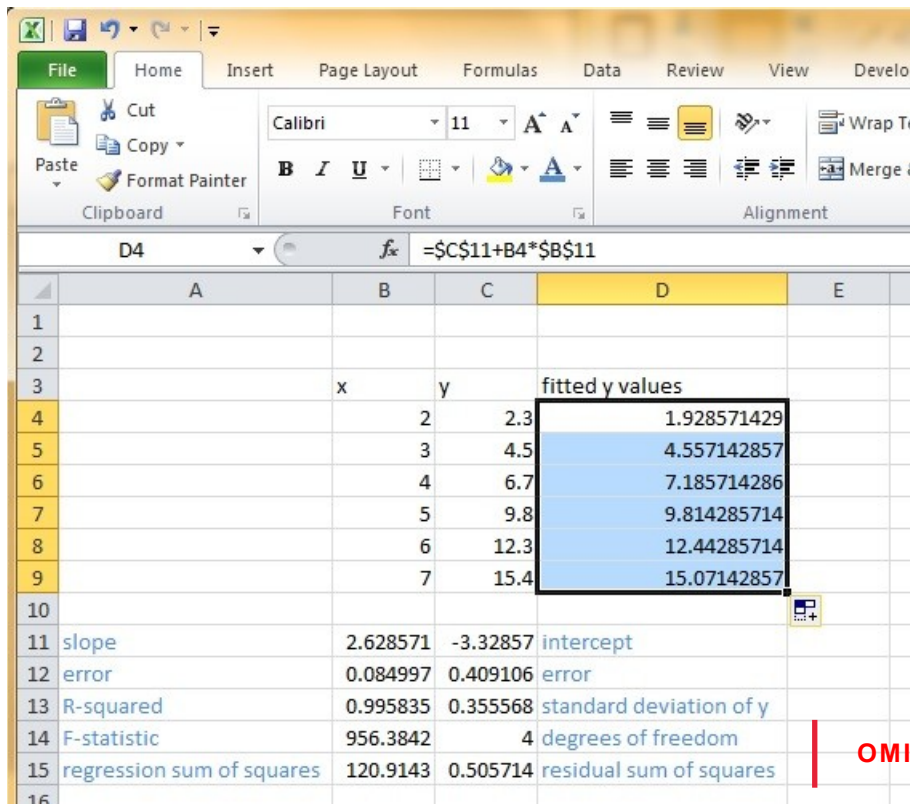 File Home Insert Page Layout Formulas Data Review View Develo
Cut
Calibri 11 A A Wrap Te
Copy
Paste
Format Painter B I U A Merge &
Clipboard Font Alignment
D4 fx =$C$11+B4*$B$11
A B C D E
1
2
3 x y fitted y values
4 2 2.3 1.928571429
5 3 4.5 4.557142857
6 4 6.7 7.185714286
7 5 9.8 9.814285714
8 6 12.3 12.44285714
9 7 15.4 15.07142857
10
11 slope 2.628571 -3.32857 intercept
12 error 0.084997 0.409106 error
13 R-squared 0.995835 0.355568 standard deviation of y
14 F-statistic 956.3842 4 degrees of freedom
OMI
15 regression sum of squares 120.9143 0.505714 residual sum of squares
16